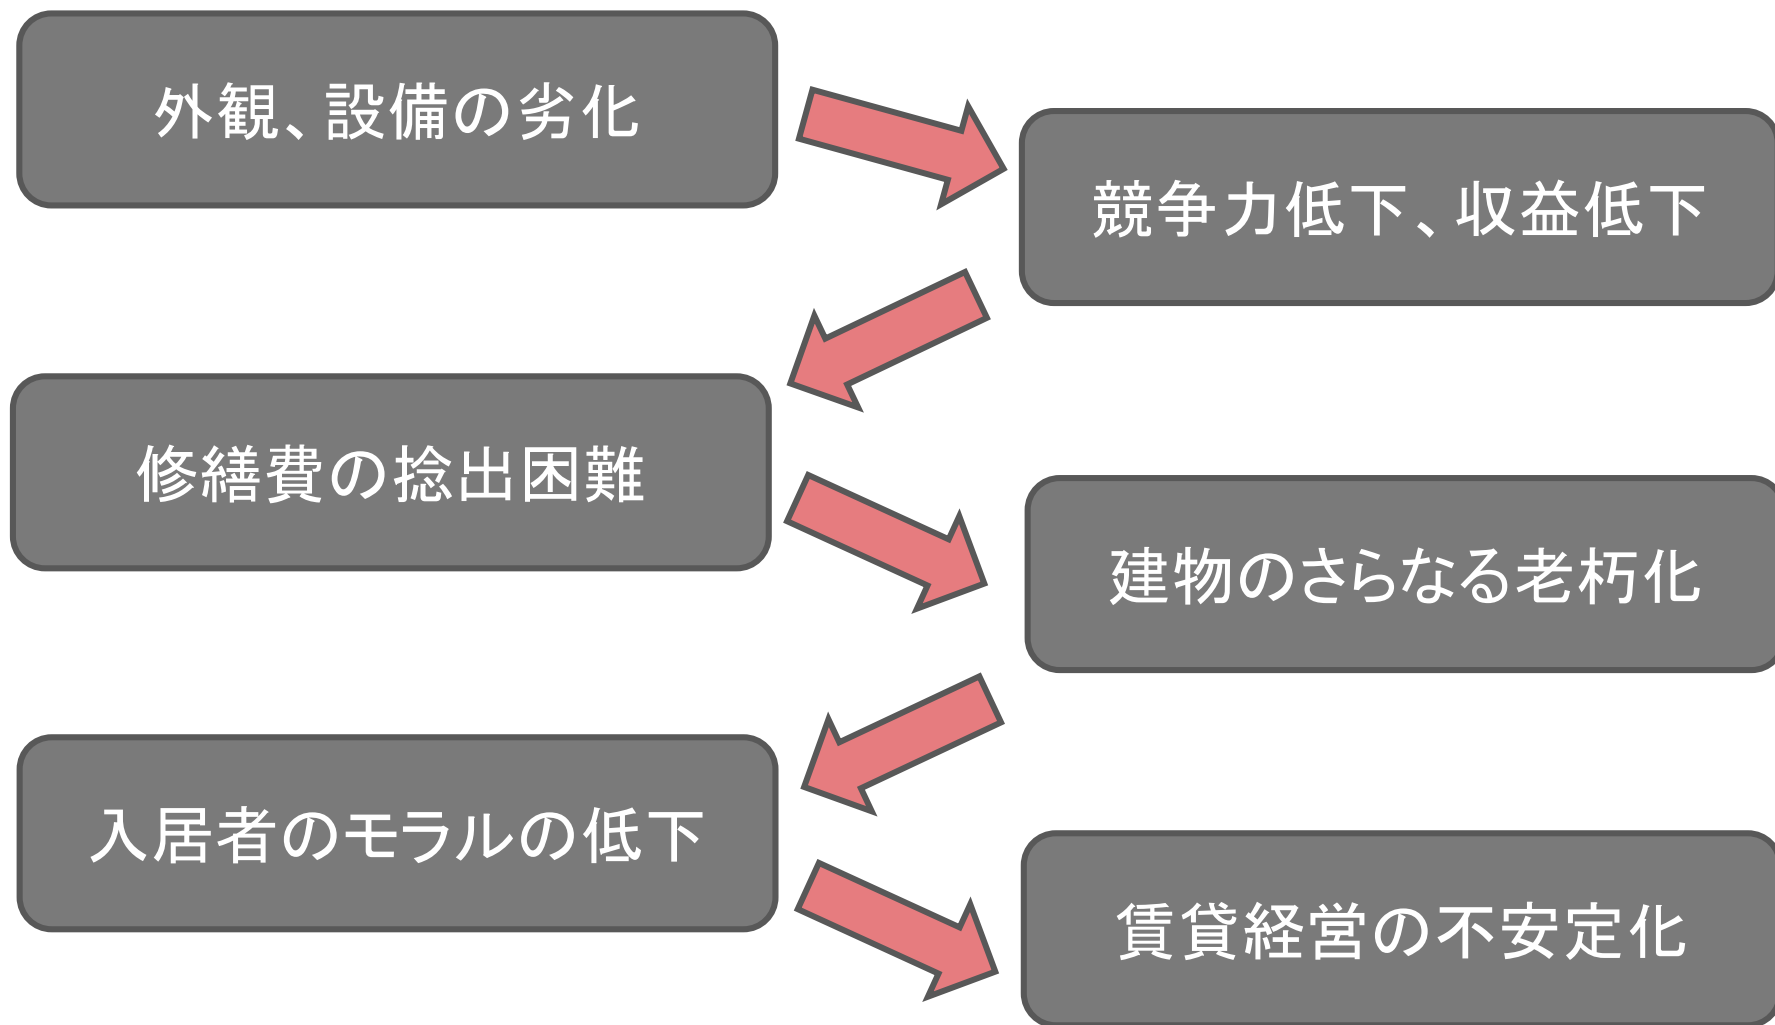 外観、設備の劣化
競争力低下、収益低下
修繕費の捻出困難
建物のさらなる老朽化
入居者のモラルの低下
賃貸経営の不安定化